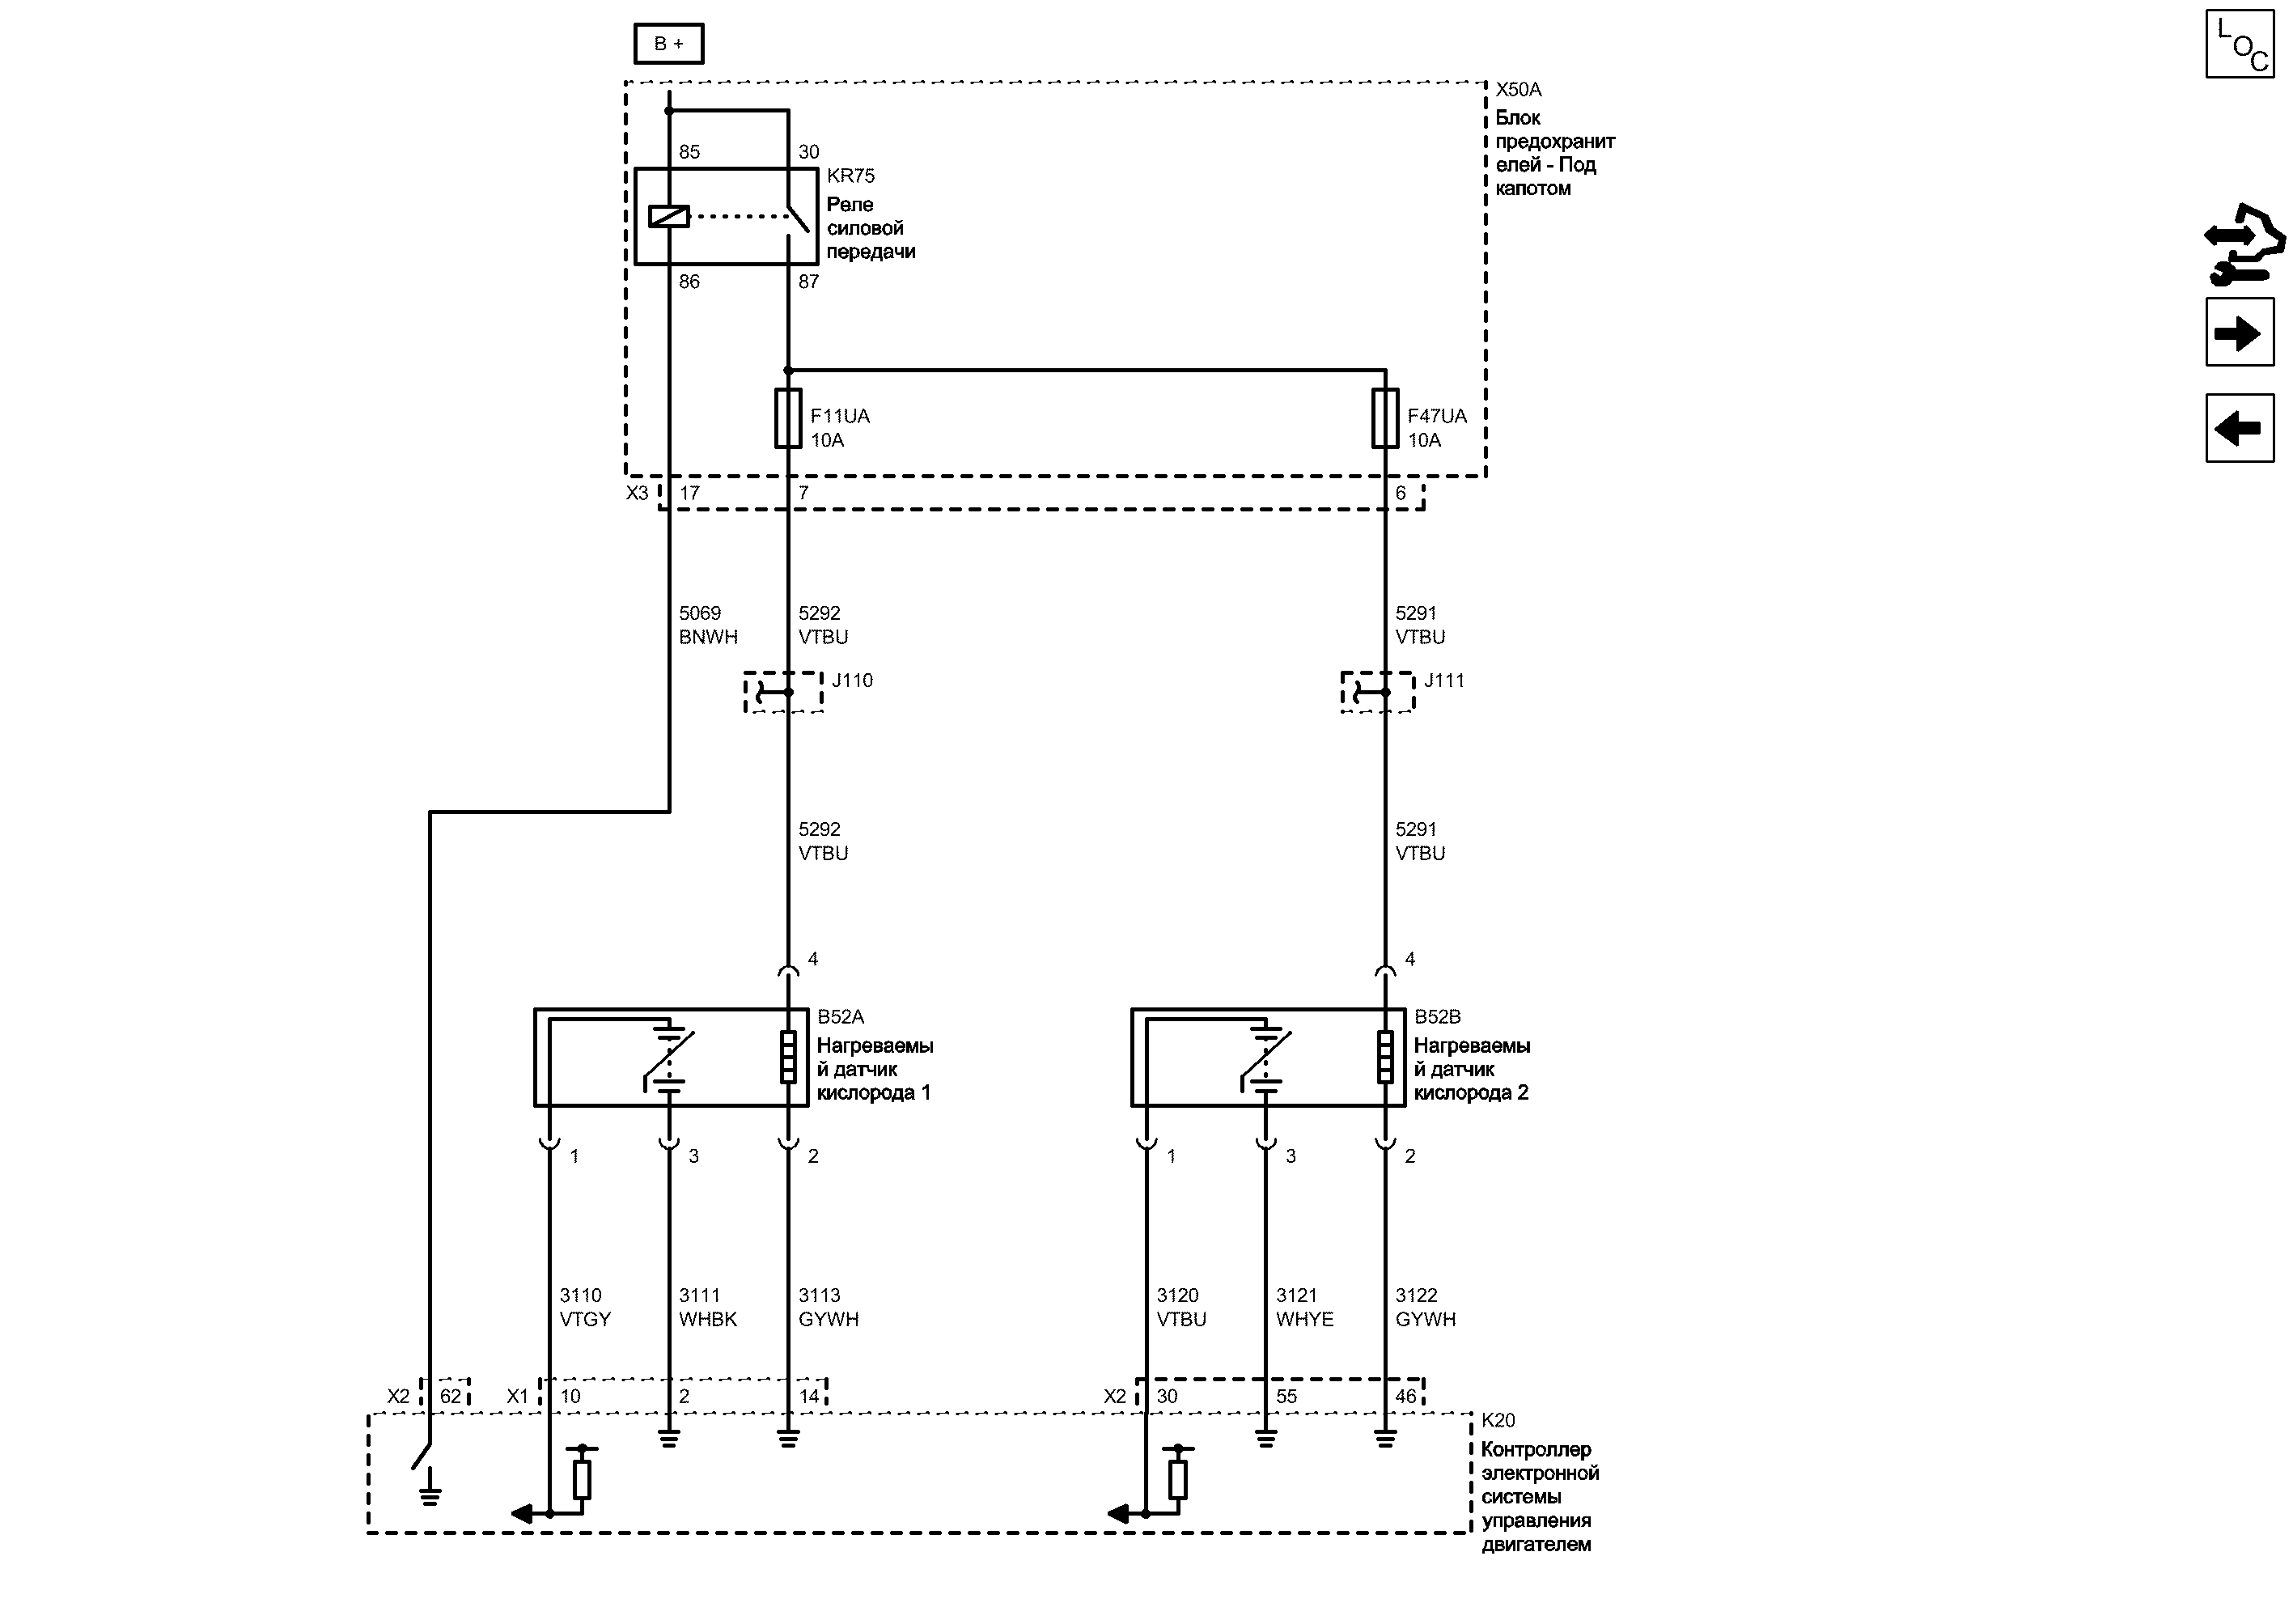 B +
LOC
X50A
Блок
предохранит
елей - Под
капотом
85
30
KR75
Реле
силовой
передачи
86
87
F11UA
10A
F47UA
10A
X3
17
7
6
5069
BNWH
5292
VTBU
5291
VTBU
J110
J111
5292
VTBU
5291
VTBU
4
4
B52A
Нагреваемы
й датчик
кислорода 1
B52B
Нагреваемы
й датчик
кислорода 2
1
3
2
1
3
2
3110
VTGY
3111
WHBK
3113
GYWH
3120
VTBU
3121
WHYE
3122
GYWH
X2
62
X1
10
2
14
X2
30
55
46
K20
Контроллер
электронной
системы
управления
двигателем